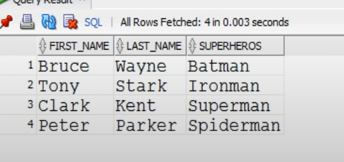 Query Result
SQL | All Rows Fetched: 4 in 0.003 seconds
FIRST_NAME LAST_NAME SUPERHEROS
1 Bruce Wayne Batman
2 Tony Stark Ironman
3 Clark Kent Superman
4 Peter Parker Spiderman